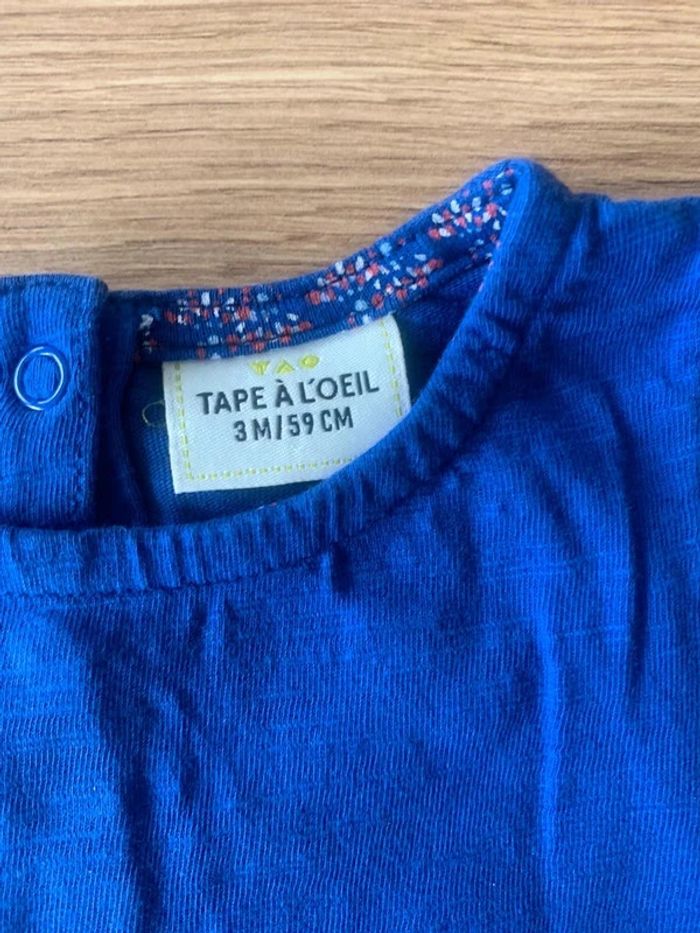 TAO
TAPE À L'OEIL
3 M/59 CM